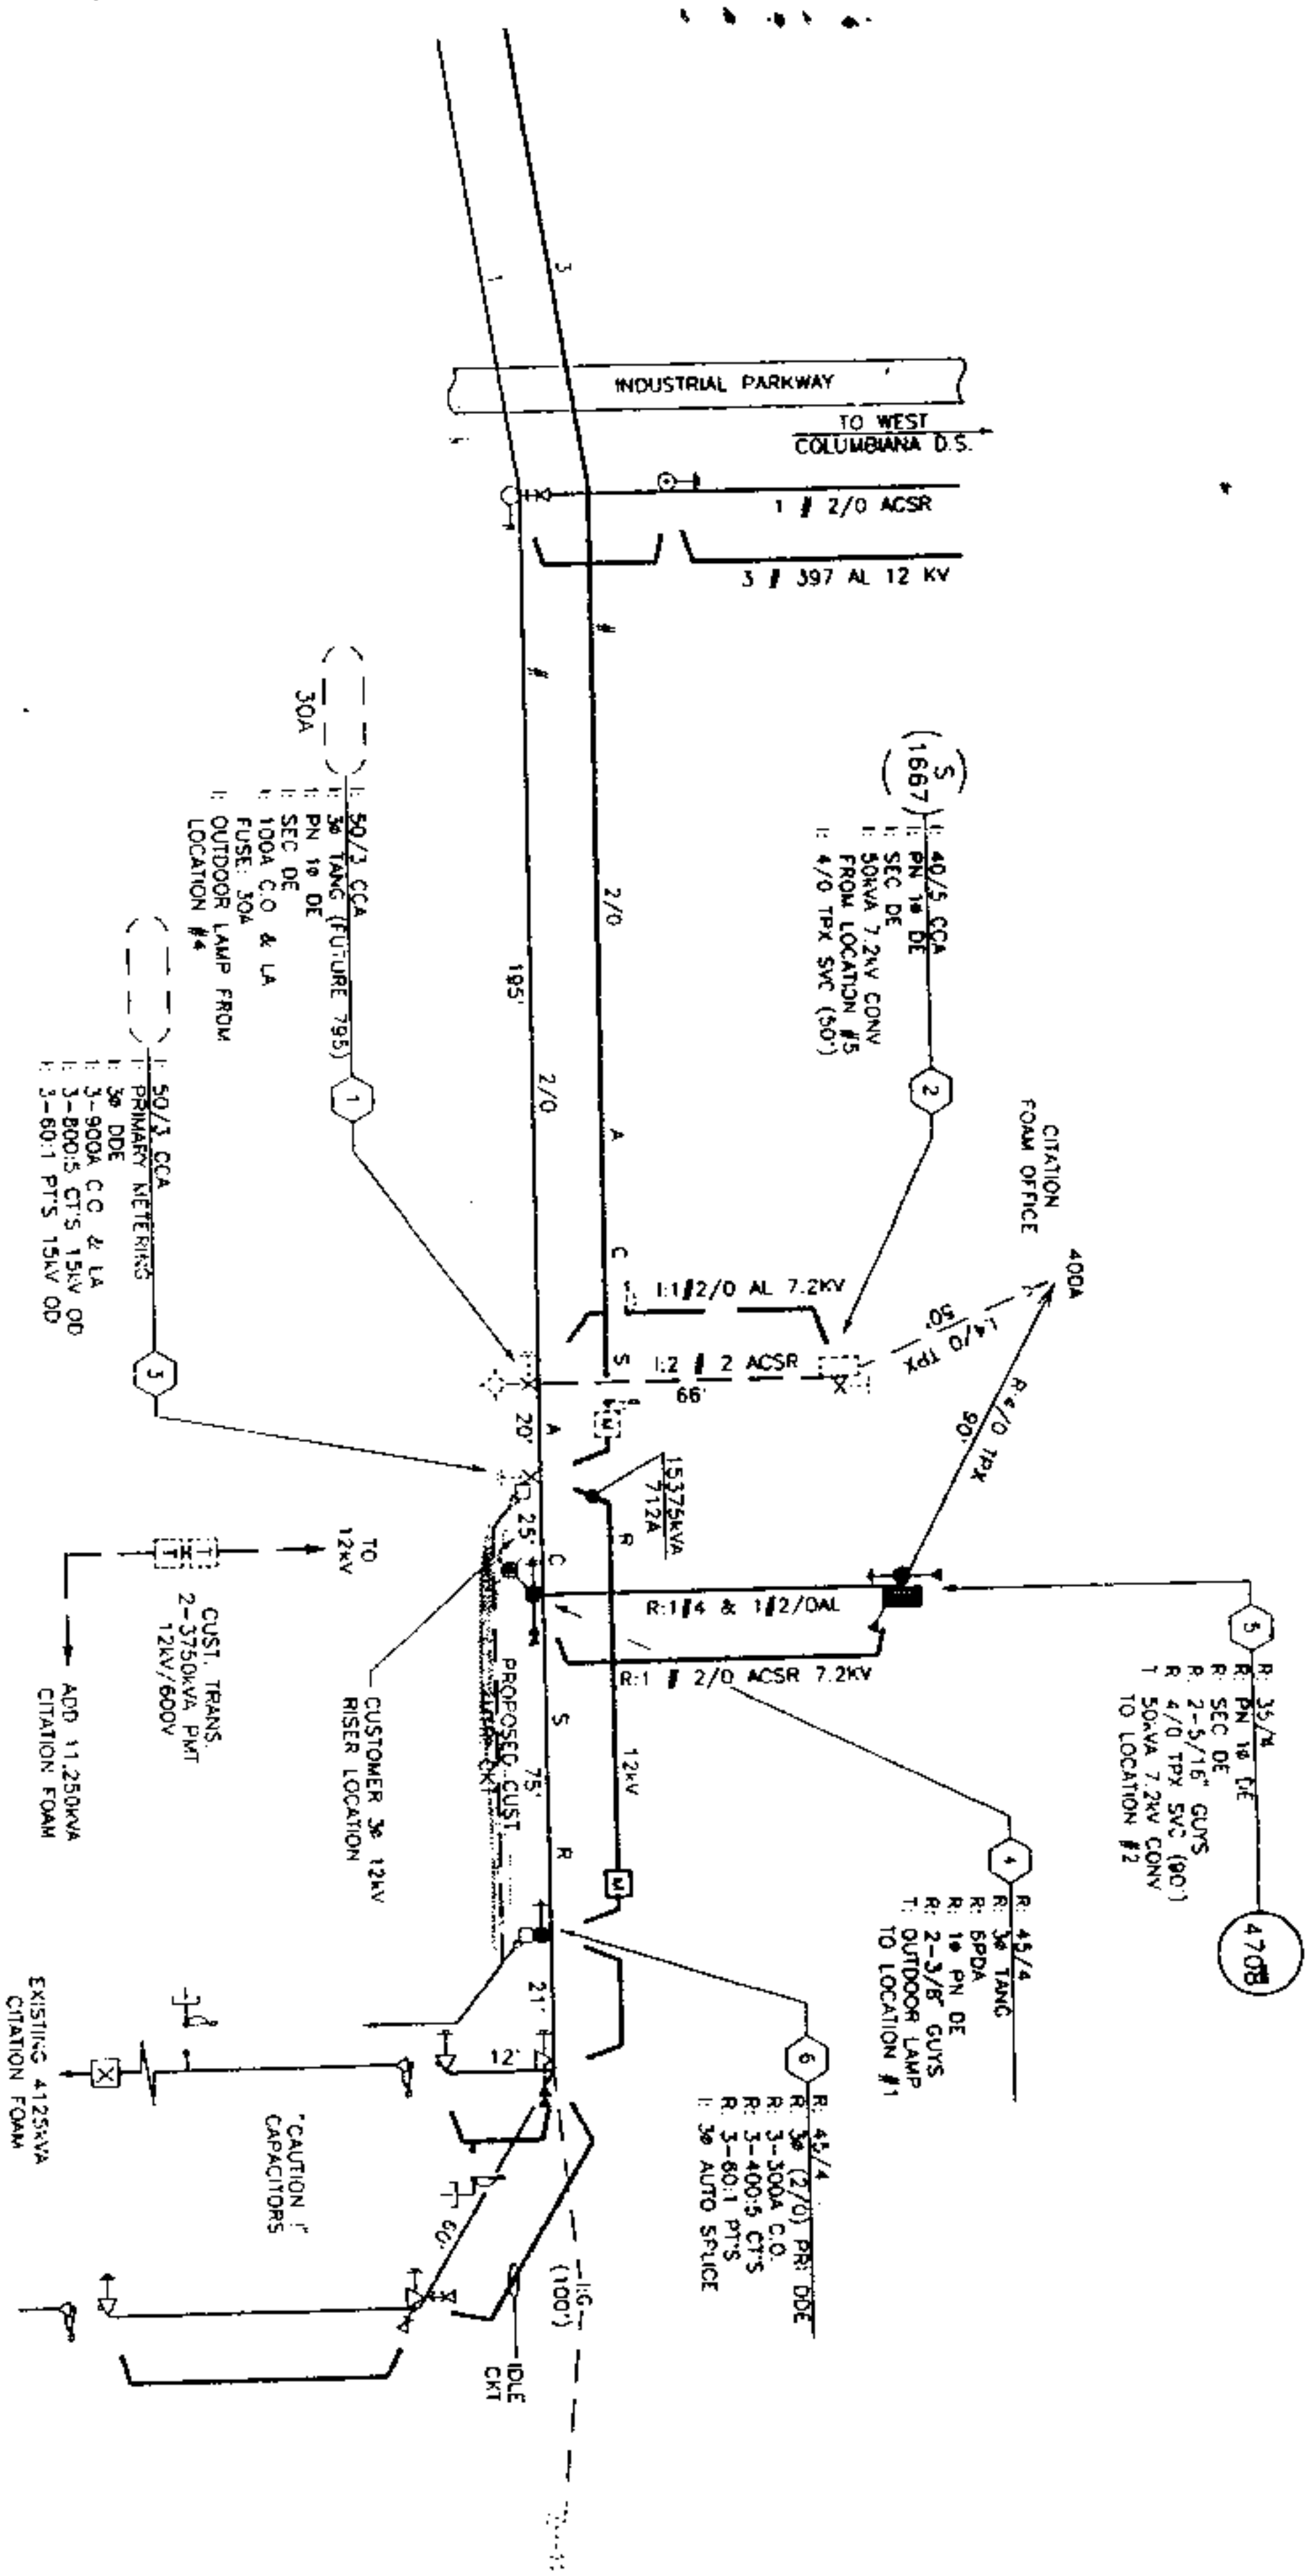 INDUSTRIAL PARKWAY
TO WEST
COLUMBIANA D.S.
1 # 2/0 ACSR
3 # 397 AL 12 KV
3
1
#
#
2/0
A
C
S
R
12kV
195'
2/0
A
C
S
R
30A
I: 50/3 CCA
I: 3ø TANG (FUTURE 795)
I: PN 1ø DE
I: SEC DE
I: 100A C.O & LA
FUSE: 30A
I: OUTDOOR LAMP FROM
LOCATION #4
1
S
1667
I: 40/5 CCA
I: PN 1ø DE
I: SEC DE
I: 50kVA 7.2kV CONV
FROM LOCATION #5
I: 4/0 TPX SVC (50')
2
I: 50/3 CCA
I: PRIMARY METERING
I: 3ø DDE
I: 3-900A C.O & LA
I: 3-800:5 CT'S 15kV OD
I: 3-60:1 PT'S 15kV OD
3
CITATION
FOAM OFFICE
400A
I:4/0 TPX
50'
R:4/0 TPX
90'
I:1#2/0 AL 7.2KV
I:2 # 2 ACSR
66'
M
20'
25'
75'
21'
12'
60'
15375kVA
712A
R:1#4 & 1#2/0AL
R:1 # 2/0 ACSR 7.2KV
M
PROPOSED CUST
CKT
TO
12kV
T
T
CUST. TRANS.
2-3750kVA PMT
12kV/600V
ADD 11,250kVA
CITATION FOAM
CUSTOMER 3ø 12kV
RISER LOCATION
5
R: 35/4
R: PN 1ø DE
R: SEC DE
R: 2-5/16" GUYS
R: 4/0 TPX SVC (90')
T: 50kVA 7.2kV CONV
TO LOCATION #2
4708
4
R: 45/4
R: 3ø TANG
R: 6PDA
R: 1ø PN DE
R: 2-3/8" GUYS
T: OUTDOOR LAMP
TO LOCATION #1
6
R: 45/4
R: 3ø (2/0) PRI DDE
R: 3-300A C.O.
R: 3-400:5 CT'S
R: 3-60:1 PT'S
I: 3ø AUTO SPLICE
I:G
(100')
IDLE
CKT
"CAUTION !"
CAPACITORS
X
EXISTING 4125kVA
CITATION FOAM